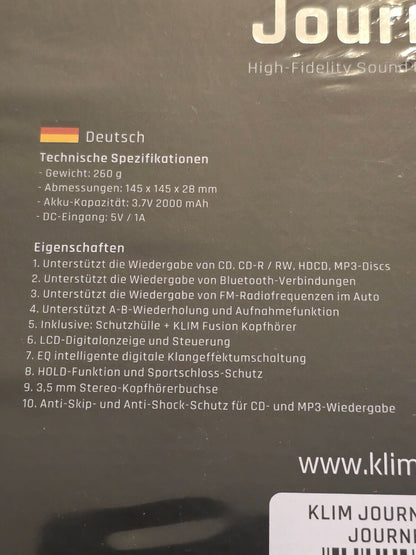 Journ
High-Fidelity Sound
Deutsch
Technische Spezifikationen
- Gewicht: 260 g
- Abmessungen: 145 x 145 x 28 mm
- Akku-Kapazität: 3.7V 2000 mAh
- DC-Eingang: 5V / 1A
Eigenschaften
1. Unterstützt die Wiedergabe von CD, CD-R / RW, HDCD, MP3-Discs
2. Unterstützt die Wiedergabe von Bluetooth-Verbindungen
3. Unterstützt die Wiedergabe von FM-Radiofrequenzen im Auto
4. Unterstützt A-B-Wiederholung und Aufnahmefunktion
5. Inklusive: Schutzhülle + KLIM Fusion Kopfhörer
6. LCD-Digitalanzeige und Steuerung
7. EQ intelligente digitale Klangeffektumschaltung
8. HOLD-Funktion und Sportschloss-Schutz
9. 3,5 mm Stereo-Kopfhörerbuchse
10. Anti-Skip- und Anti-Shock-Schutz für CD- und MP3-Wiedergabe
www.klim
KLIM JOURN
JOURNE